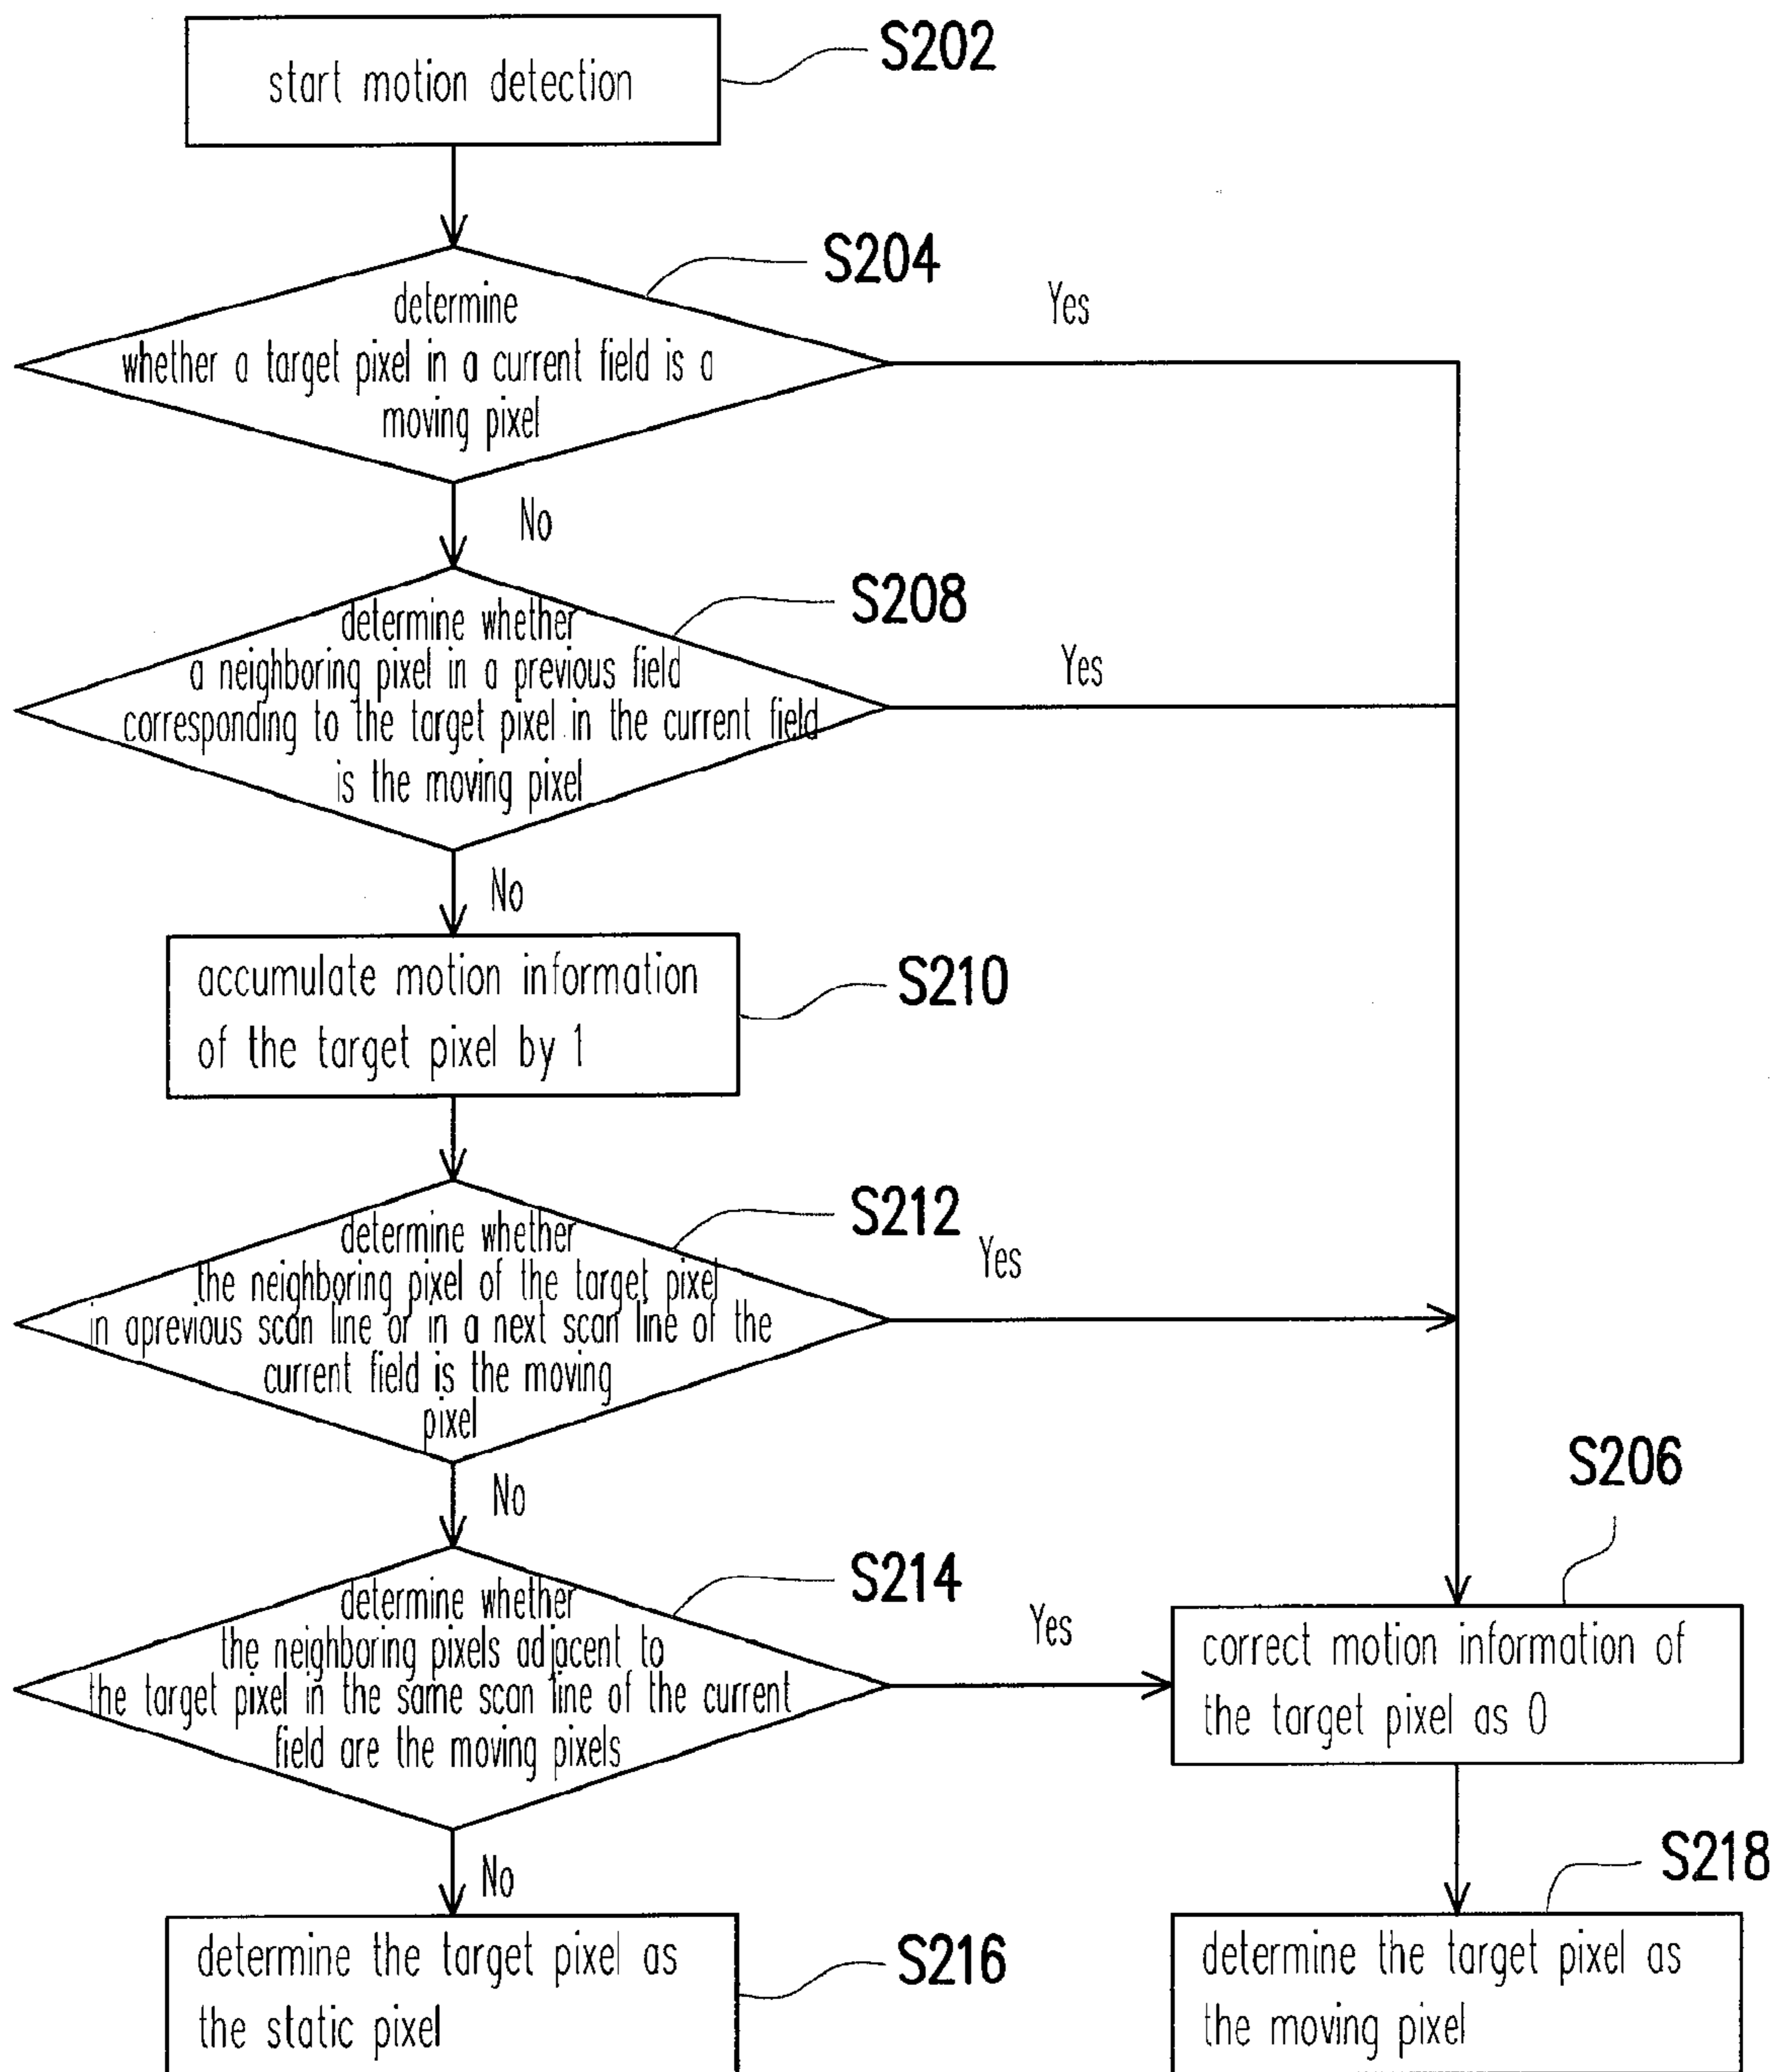 start motion detection
S202
determine
whether a target pixel in a current field is a
moving pixel
S204
Yes
No
determine whether
a neighboring pixel in a previous field
corresponding to the target pixel in the current field
is the moving pixel
S208
Yes
No
accumulate motion information
of the target pixel by 1
S210
determine whether
the neighboring pixel of the target pixel
in aprevious scan line or in a next scan line of the
current field is the moving
pixel
S212
Yes
No
determine whether
the neighboring pixels adjacent to
the target pixel in the same scan line of the current
field are the moving pixels
S214
Yes
S206
correct motion information of
the target pixel as 0
No
determine the target pixel as
the static pixel
S216
S218
determine the target pixel as
the moving pixel